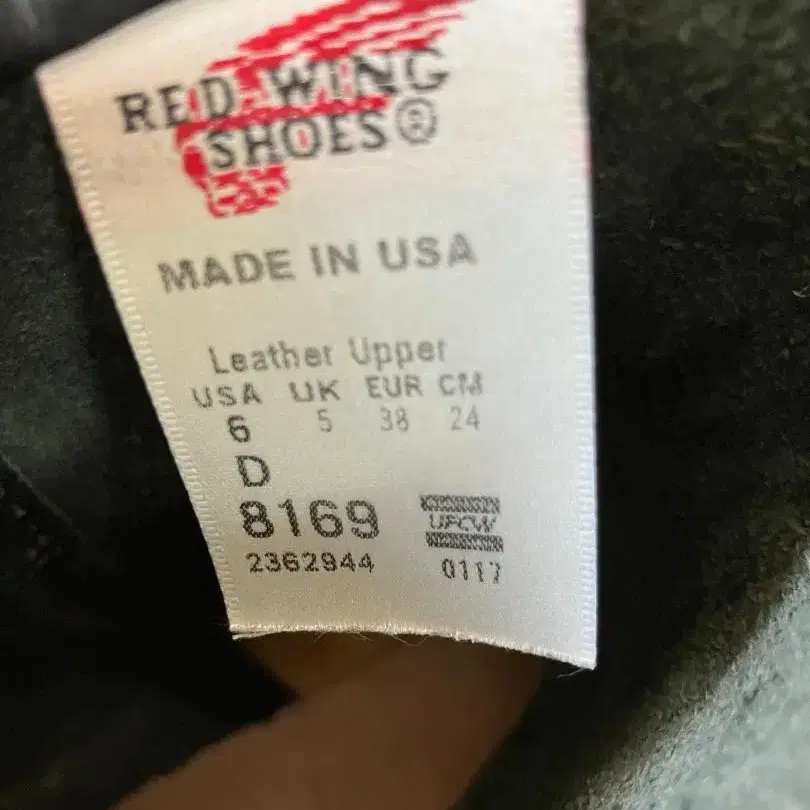 RED WING
SHOES®
MADE IN USA
Leather Upper
USA UK EUR CM
6 5 38 24
D
8169
UFCW
2362944 0117